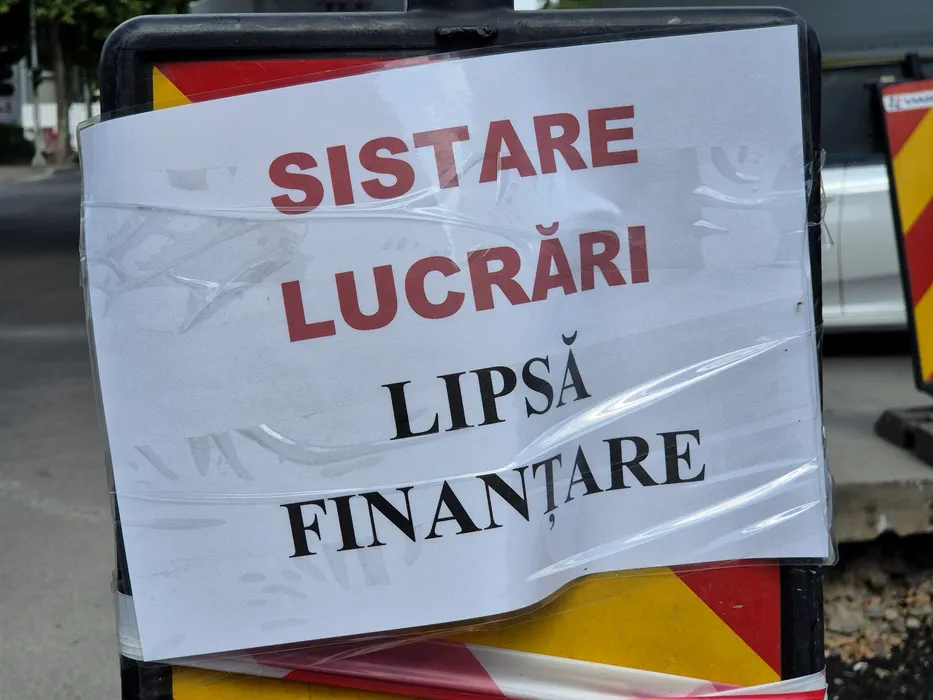 SISTARE
LUCRĂRI
LIPSĂ
FINANȚARE